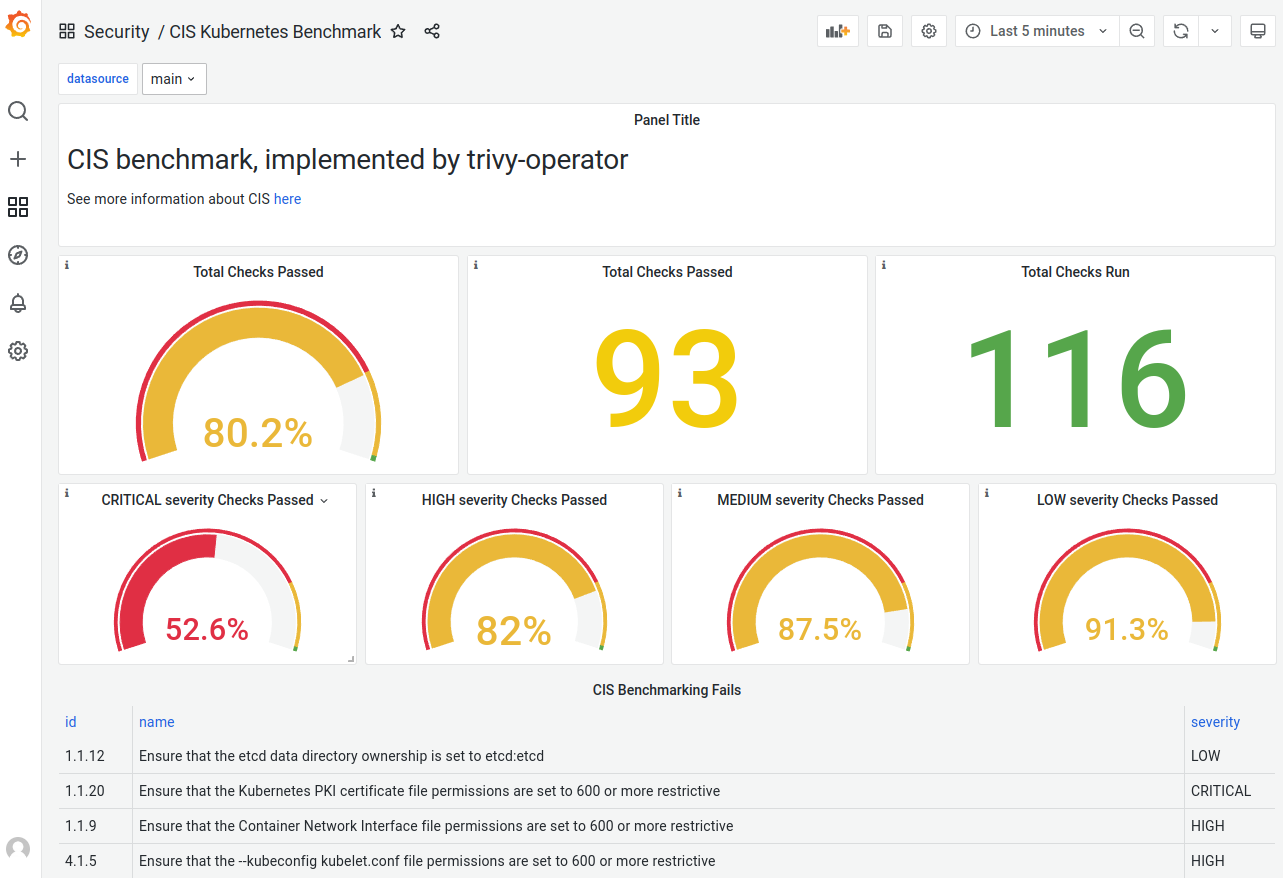 Security / CIS Kubernetes Benchmark
Last 5 minutes
datasource main
Panel Title
CIS benchmark, implemented by trivy-operator
See more information about CIS here
i Total Checks Passed
80.2%
i Total Checks Passed
93
i Total Checks Run
116
i CRITICAL severity Checks Passed
52.6%
i HIGH severity Checks Passed
82%
i MEDIUM severity Checks Passed
87.5%
i LOW severity Checks Passed
91.3%
CIS Benchmarking Fails
id name severity
1.1.12 Ensure that the etcd data directory ownership is set to etcd:etcd LOW
1.1.20 Ensure that the Kubernetes PKI certificate file permissions are set to 600 or more restrictive CRITICAL
1.1.9 Ensure that the Container Network Interface file permissions are set to 600 or more restrictive HIGH
4.1.5 Ensure that the --kubeconfig kubelet.conf file permissions are set to 600 or more restrictive HIGH